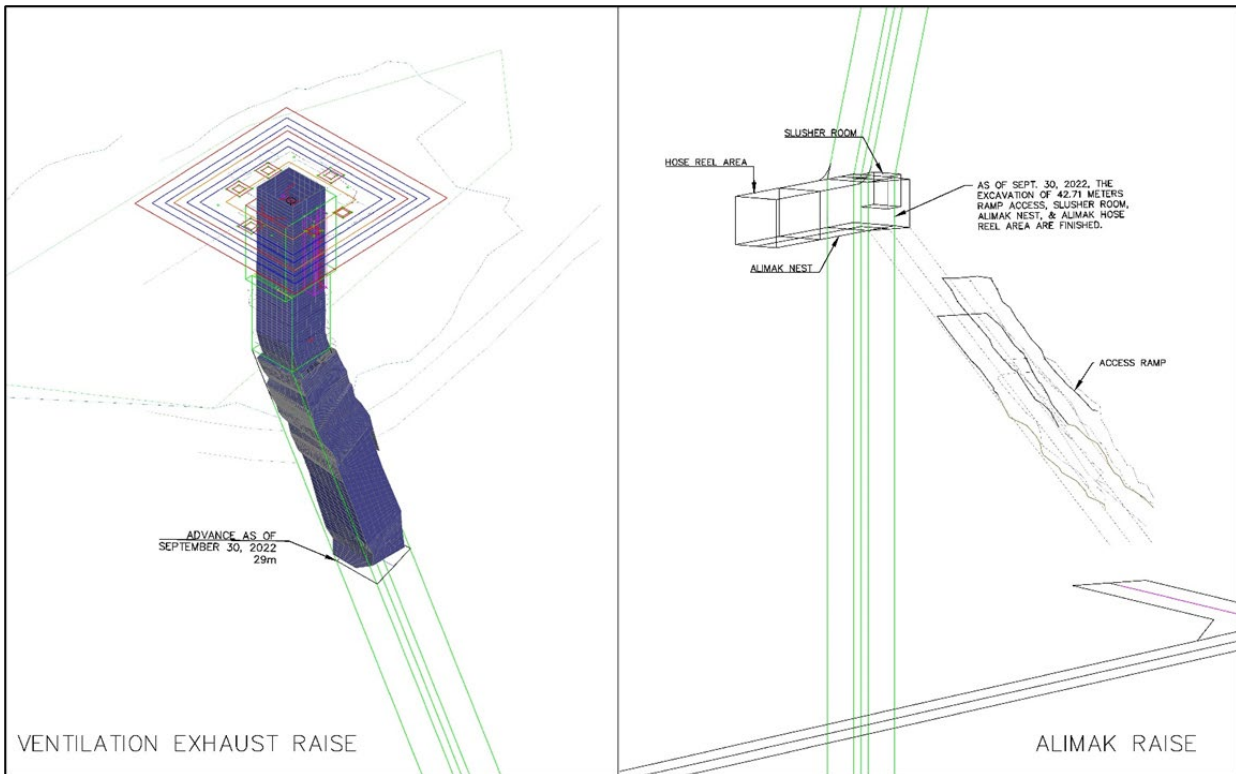 ADVANCE AS OF
SEPTEMBER 30, 2022
29m
VENTILATION EXHAUST RAISE
SLUSHER ROOM
HOSE REEL AREA
AS OF SEPT. 30, 2022, THE
EXCAVATION OF 42.71 METERS
RAMP ACCESS, SLUSHER ROOM,
ALIMAK NEST, & ALIMAK HOSE
REEL AREA ARE FINISHED.
ALIMAK NEST
ACCESS RAMP
ALIMAK RAISE